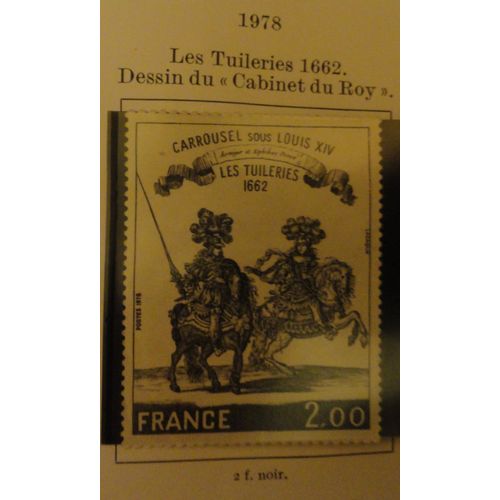 1978
Les Tuileries 1662.
Dessin du « Cabinet du Roy ».
CARROUSEL SOUS LOUIS XIV
LES TUILERIES
1662
POSTES 1978
FRANCE 2.00
2 f. noir.